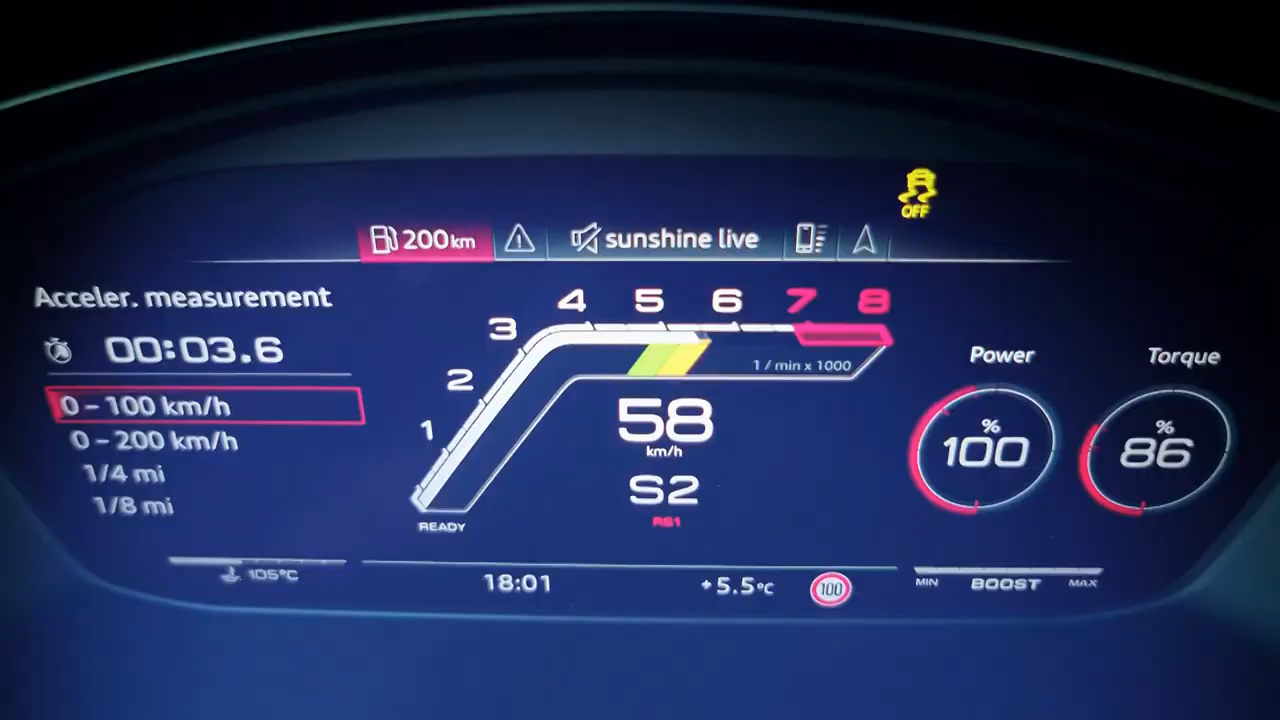 OFF
200km
sunshine live
Acceler. measurement
00:03.6
0 - 100 km/h
0 - 200 km/h
1/4 mi
1/8 mi
1
2
3
4
5
6
7
8
1 / min x 1000
READY
58
km/h
S2
RS1
Power
%
100
Torque
%
86
105°C
18:01
+5.5°C
100
MIN
BOOST
MAX